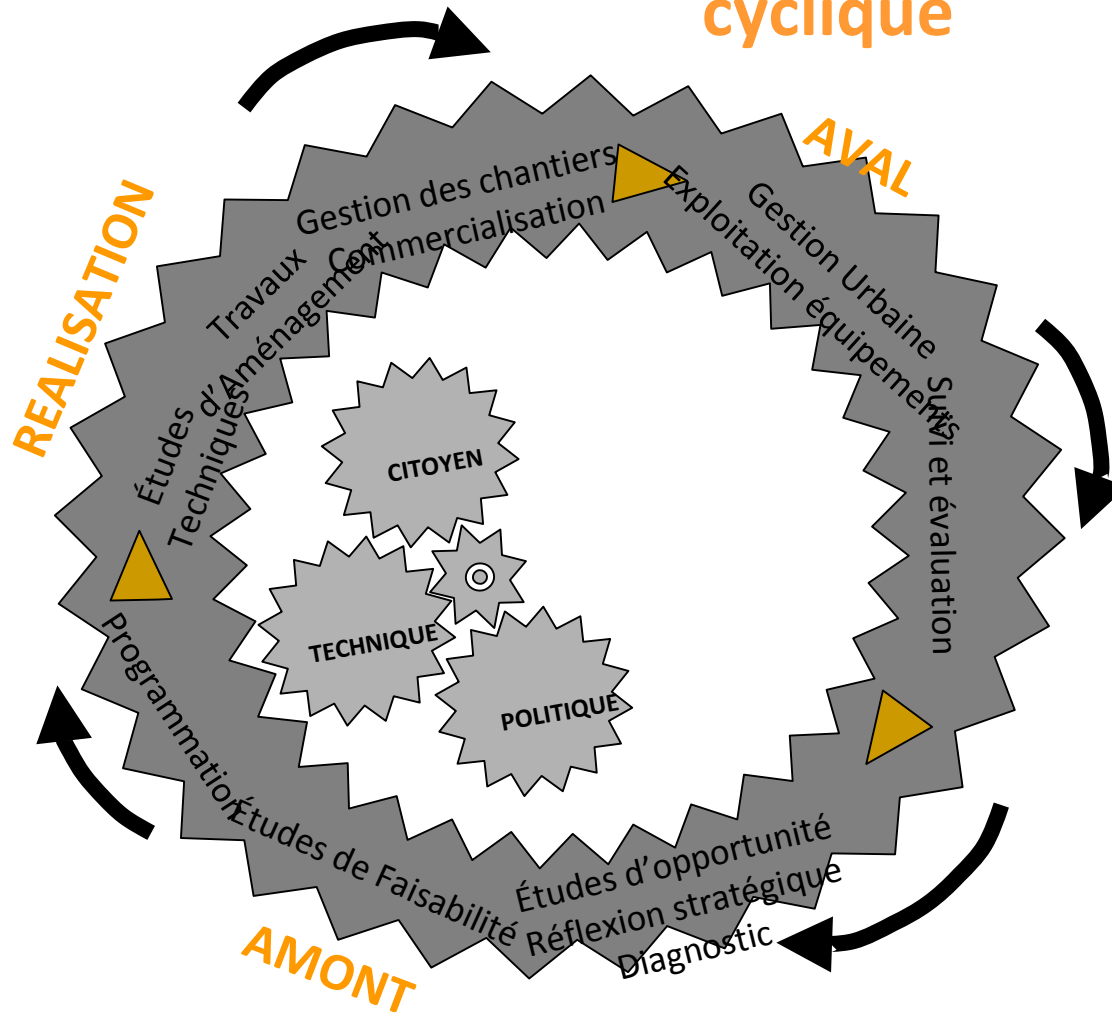 cyclique
AVAL
REALISATION
Gestion des chantiers
Commercialisation
Travaux
Études d'Aménagement
Techniques
Gestion Urbaine
Exploitation équipements
Suivi et évaluation
CITOYEN
TECHNIQUE
POLITIQUE
Programmation
Études de Faisabilité
Études d'opportunité
Réflexion stratégique
Diagnostic
AMONT